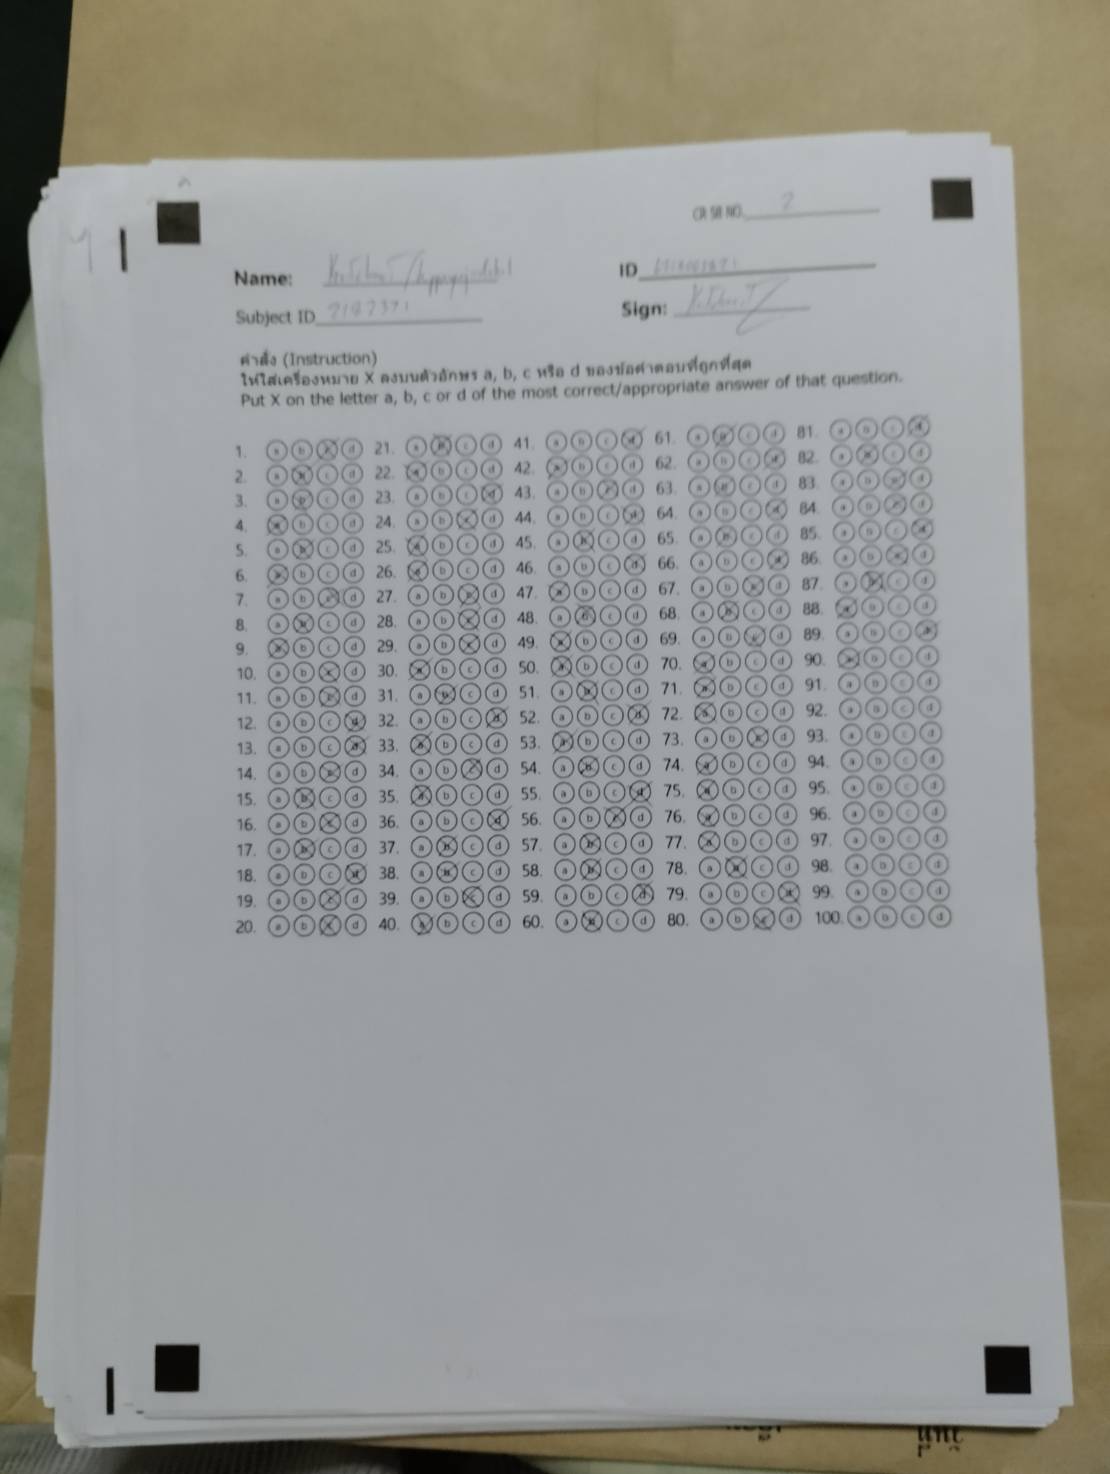 CR 58 NO. 2
Name: ID
Subject ID 2182371 Sign:
คำสั่ง (Instruction)
ให้ใส่เครื่องหมาย X ลงบนตัวอักษร a, b, c หรือ d ของข้อคำตอบที่ถูกที่สุด
Put X on the letter a, b, c or d of the most correct/appropriate answer of that question.
1. a b c d 21. a b c d 41. a b c d 61. a b c d 81. a b c d
2. a b c d 22. a b c d 42. a b c d 62. a b c d 82. a b c d
3. a b c d 23. a b c d 43. a b c d 63. a b c d 83. a b c d
4. a b c d 24. a b c d 44. a b c d 64. a b c d 84. a b c d
5. a b c d 25. a b c d 45. a b c d 65. a b c d 85. a b c d
6. a b c d 26. a b c d 46. a b c d 66. a b c d 86. a b c d
7. a b c d 27. a b c d 47. a b c d 67. a b c d 87. a b c d
8. a b c d 28. a b c d 48. a b c d 68. a b c d 88. a b c d
9. a b c d 29. a b c d 49. a b c d 69. a b c d 89. a b c d
10. a b c d 30. a b c d 50. a b c d 70. a b c d 90. a b c d
11. a b c d 31. a b c d 51. a b c d 71. a b c d 91. a b c d
12. a b c d 32. a b c d 52. a b c d 72. a b c d 92. a b c d
13. a b c d 33. a b c d 53. a b c d 73. a b c d 93. a b c d
14. a b c d 34. a b c d 54. a b c d 74. a b c d 94. a b c d
15. a b c d 35. a b c d 55. a b c d 75. a b c d 95. a b c d
16. a b c d 36. a b c d 56. a b c d 76. a b c d 96. a b c d
17. a b c d 37. a b c d 57. a b c d 77. a b c d 97. a b c d
18. a b c d 38. a b c d 58. a b c d 78. a b c d 98. a b c d
19. a b c d 39. a b c d 59. a b c d 79. a b c d 99. a b c d
20. a b c d 40. a b c d 60. a b c d 80. a b c d 100. a b c d